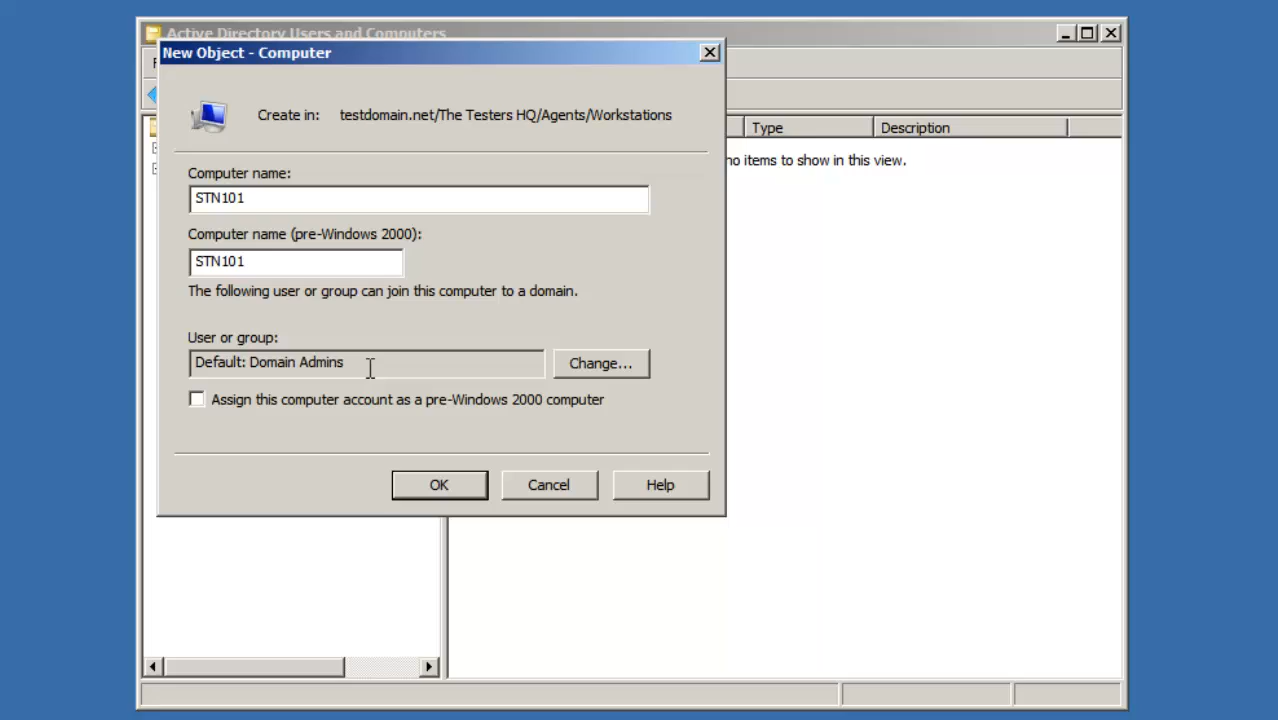 Active Directory Users and Computers
New Object - Computer
F
Create in: testdomain.net/The Testers HQ/Agents/Workstations
Type Description
no items to show in this view.
Computer name:
STN101
Computer name (pre-Windows 2000):
STN101
The following user or group can join this computer to a domain.
User or group:
Default: Domain Admins Change...
Assign this computer account as a pre-Windows 2000 computer
OK Cancel Help